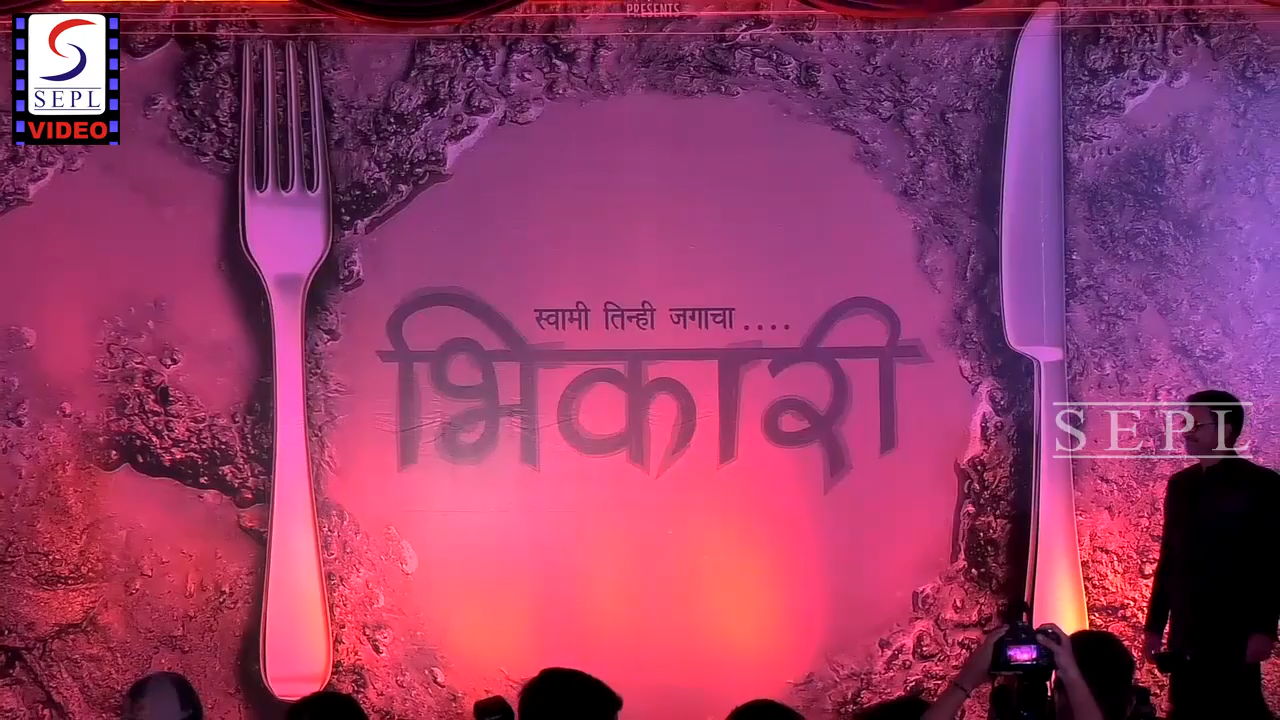 PRESENTS
SEPL
VIDEO
स्वामी तिन्ही जगाचा....
भिकारी
SEPL